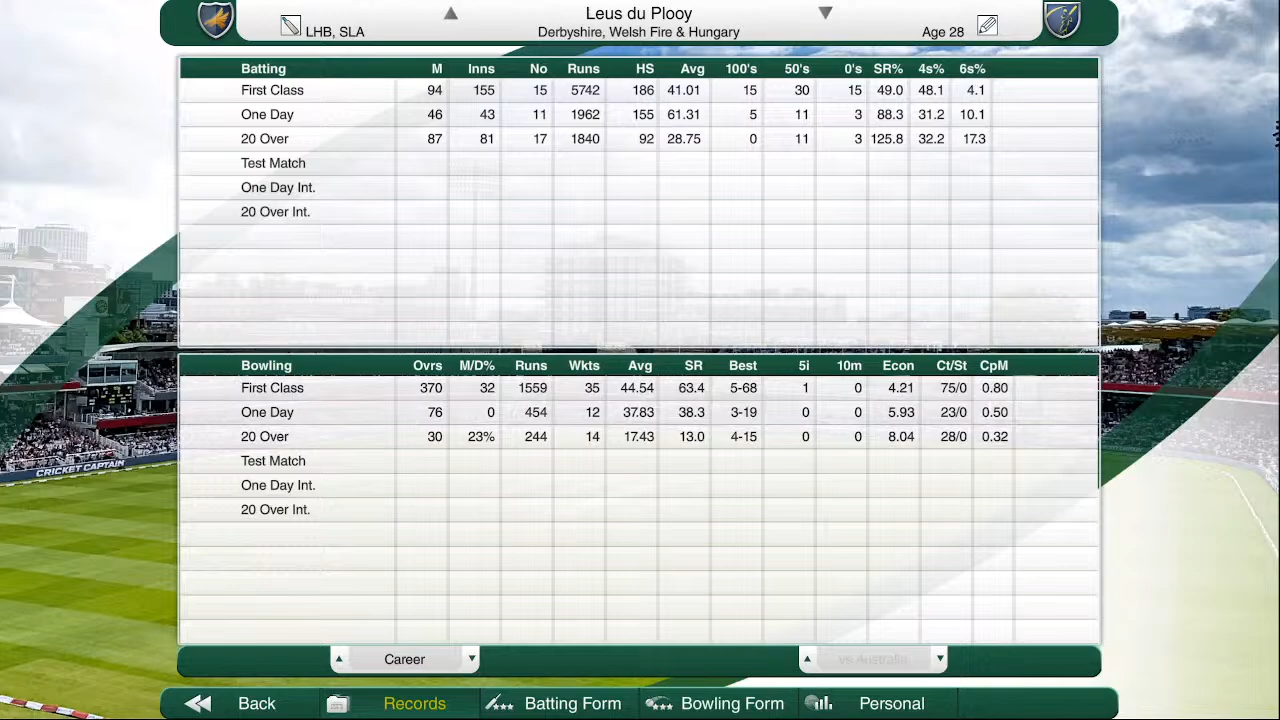 Leus du Plooy
LHB, SLA Derbyshire, Welsh Fire & Hungary Age 28
Batting M Inns No Runs HS Avg 100's 50's 0's SR% 4s% 6s%
First Class 94 155 15 5742 186 41.01 15 30 15 49.0 48.1 4.1
One Day 46 43 11 1962 155 61.31 5 11 3 88.3 31.2 10.1
20 Over 87 81 17 1840 92 28.75 0 11 3 125.8 32.2 17.3
Test Match
One Day Int.
20 Over Int.
Bowling Ovrs M/D% Runs Wkts Avg SR Best 5i 10m Econ Ct/St CpM
First Class 370 32 1559 35 44.54 63.4 5-68 1 0 4.21 75/0 0.80
One Day 76 0 454 12 37.83 38.3 3-19 0 0 5.93 23/0 0.50
20 Over 30 23% 244 14 17.43 13.0 4-15 0 0 8.04 28/0 0.32
Test Match
One Day Int.
20 Over Int.
CRICKET CAPTAIN
Career vs Australia
Back Records Batting Form Bowling Form Personal